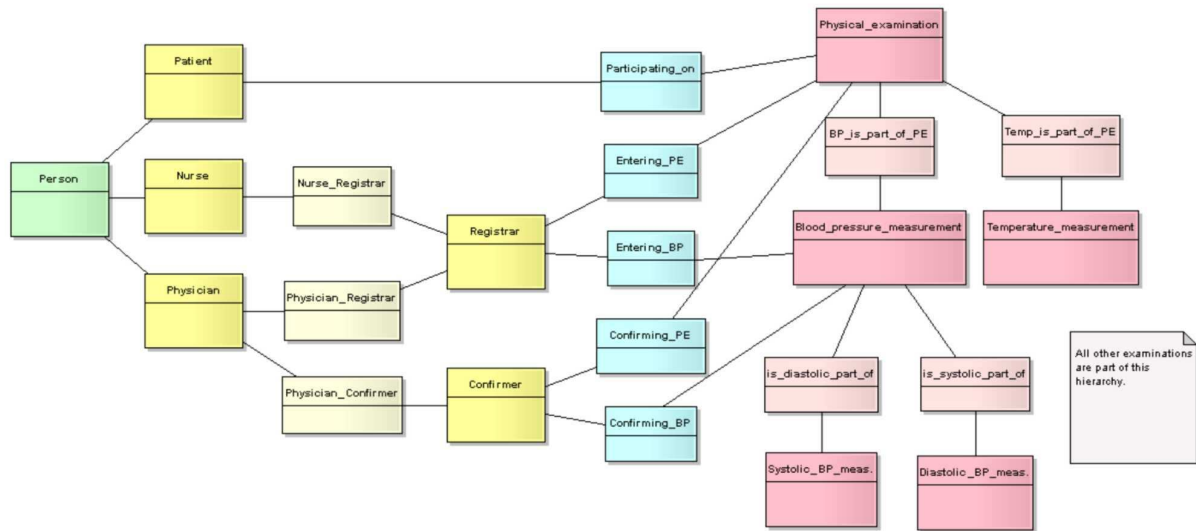 Physical_examination
Patient
Participating_on
BP_is_part_of_PE
Temp_is_part_of_PE
Entering_PE
Person
Nurse
Nurse_Registrar
Registrar
Entering_BP
Blood_pressure_measurement
Temperature_measurement
Physician
Physician_Registrar
Confirming_PE
All other examinations
are part of this
hierarchy.
is_diastolic_part_of
is_systolic_part_of
Physician_Confirmer
Confirmer
Confirming_BP
Systolic_BP_meas.
Diastolic_BP_meas.